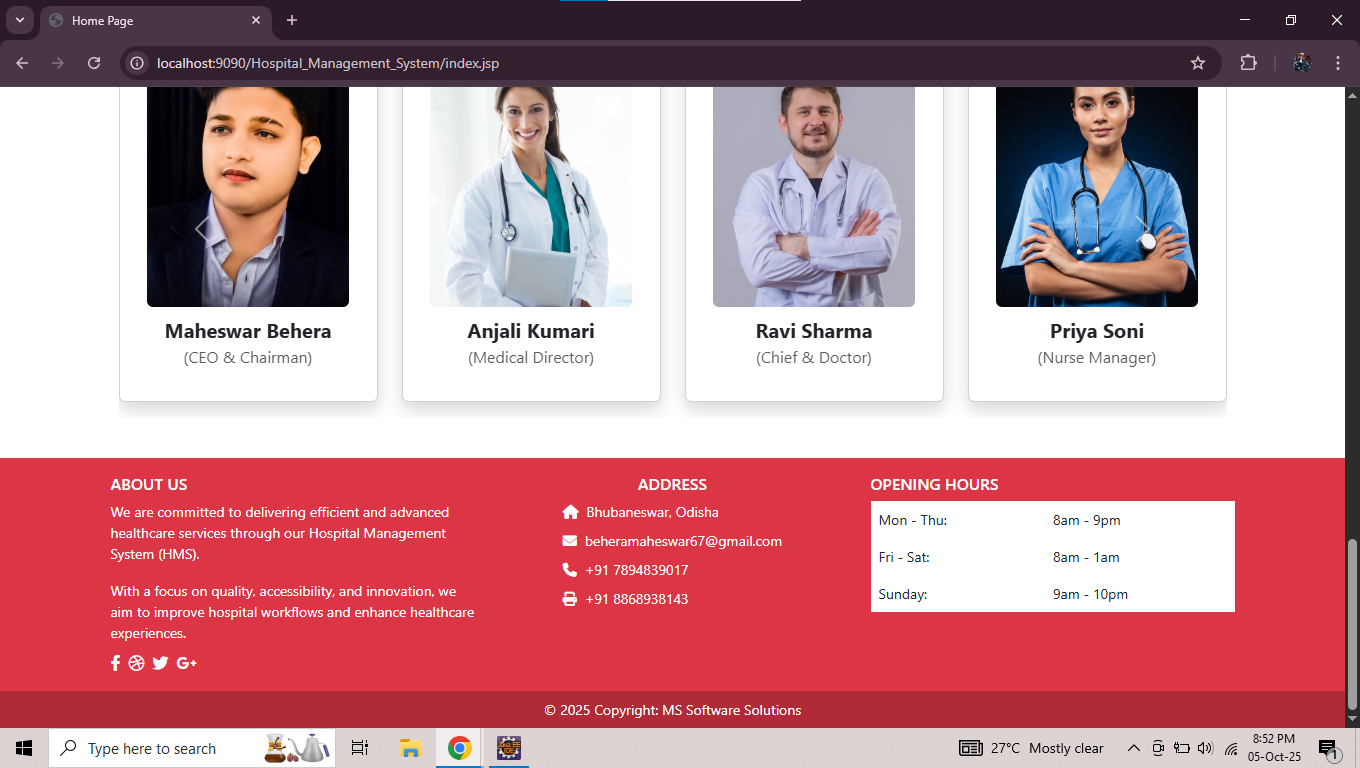 Home Page
localhost:9090/Hospital_Management_System/index.jsp
Maheswar Behera
(CEO & Chairman)
Anjali Kumari
(Medical Director)
Ravi Sharma
(Chief & Doctor)
Priya Soni
(Nurse Manager)
ABOUT US
We are committed to delivering efficient and advanced
healthcare services through our Hospital Management
System (HMS).
With a focus on quality, accessibility, and innovation, we
aim to improve hospital workflows and enhance healthcare
experiences.
G+
ADDRESS
Bhubaneswar, Odisha
beheramaheswar67@gmail.com
+91 7894839017
+91 8868938143
OPENING HOURS
Mon - Thu: 8am - 9pm
Fri - Sat: 8am - 1am
Sunday: 9am - 10pm
© 2025 Copyright: MS Software Solutions
Type here to search
27°C Mostly clear
8:52 PM
05-Oct-25
1